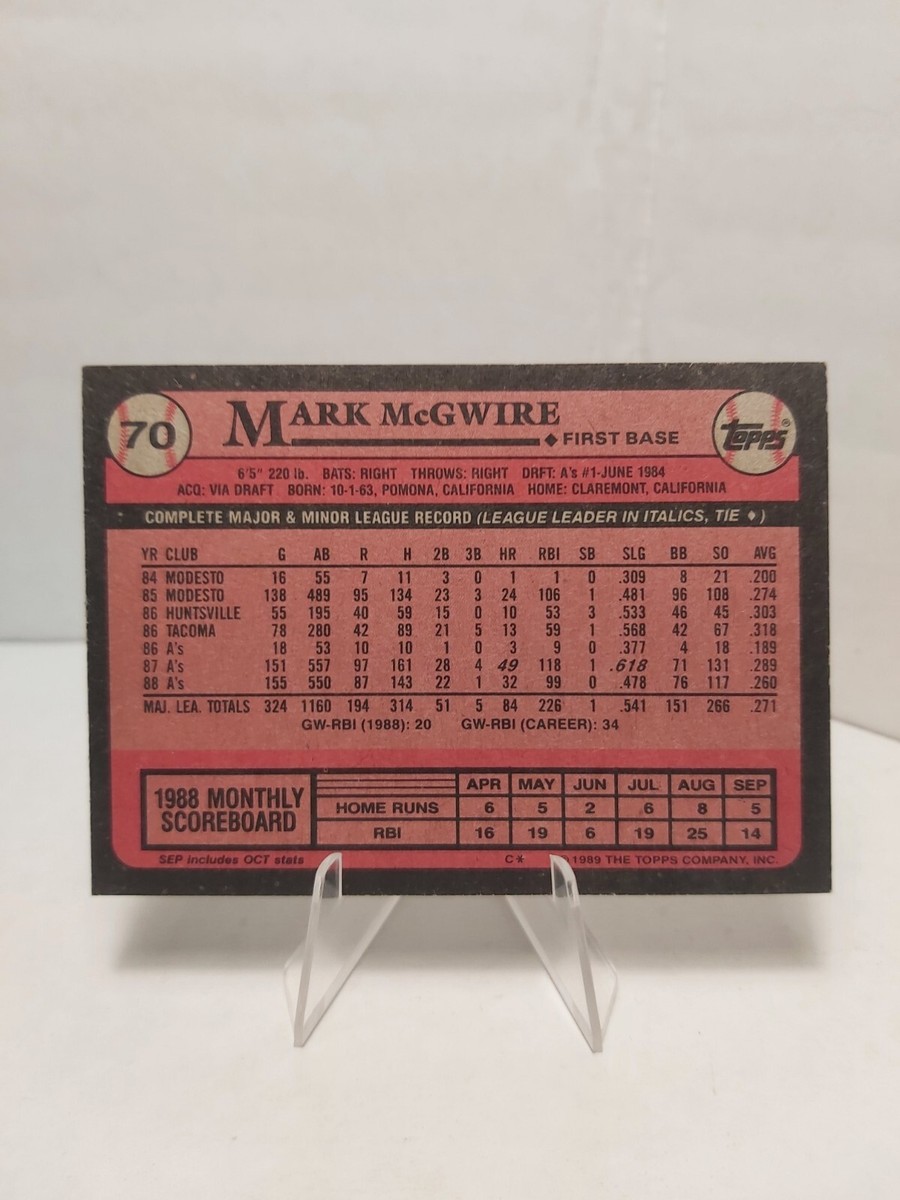 70 MARK McGWIRE topps®
◆ FIRST BASE
6'5" 220 lb. BATS: RIGHT THROWS: RIGHT DRFT: A's #1-JUNE 1984
ACQ: VIA DRAFT BORN: 10-1-63, POMONA, CALIFORNIA HOME: CLAREMONT, CALIFORNIA
COMPLETE MAJOR & MINOR LEAGUE RECORD (LEAGUE LEADER IN ITALICS, TIE ♦)
YR CLUB G AB R H 2B 3B HR RBI SB SLG BB SO AVG
84 MODESTO 16 55 7 11 3 0 1 1 0 .309 8 21 .200
85 MODESTO 138 489 95 134 23 3 24 106 1 .481 96 108 .274
86 HUNTSVILLE 55 195 40 59 15 0 10 53 3 .533 46 45 .303
86 TACOMA 78 280 42 89 21 5 13 59 1 .568 42 67 .318
86 A's 18 53 10 10 1 0 3 9 0 .377 4 18 .189
87 A's 151 557 97 161 28 4 49 118 1 .618 71 131 .289
88 A's 155 550 87 143 22 1 32 99 0 .478 76 117 .260
MAJ. LEA. TOTALS 324 1160 194 314 51 5 84 226 1 .541 151 266 .271
GW-RBI (1988): 20 GW-RBI (CAREER): 34
1988 MONTHLY
SCOREBOARD
APR MAY JUN JUL AUG SEP
HOME RUNS 6 5 2 6 8 5
RBI 16 19 6 19 25 14
SEP includes OCT stats C* © 1989 THE TOPPS COMPANY, INC.